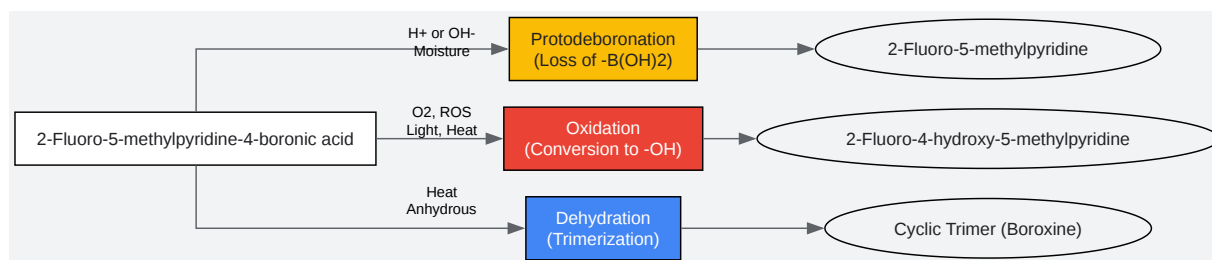 H+ or OH-
Moisture
Protodeboronation
(Loss of -B(OH)2)
2-Fluoro-5-methylpyridine
2-Fluoro-5-methylpyridine-4-boronic acid
O2, ROS
Light, Heat
Oxidation
(Conversion to -OH)
2-Fluoro-4-hydroxy-5-methylpyridine
Heat
Anhydrous
Dehydration
(Trimerization)
Cyclic Trimer (Boroxine)